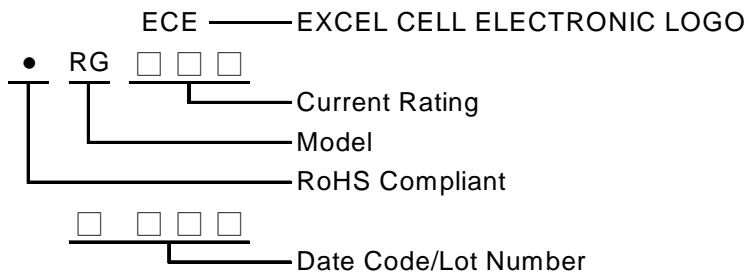 ECE EXCEL CELL ELECTRONIC LOGO
• RG □ □ □
Current Rating
Model
RoHS Compliant
□ □ □ □
Date Code/Lot Number